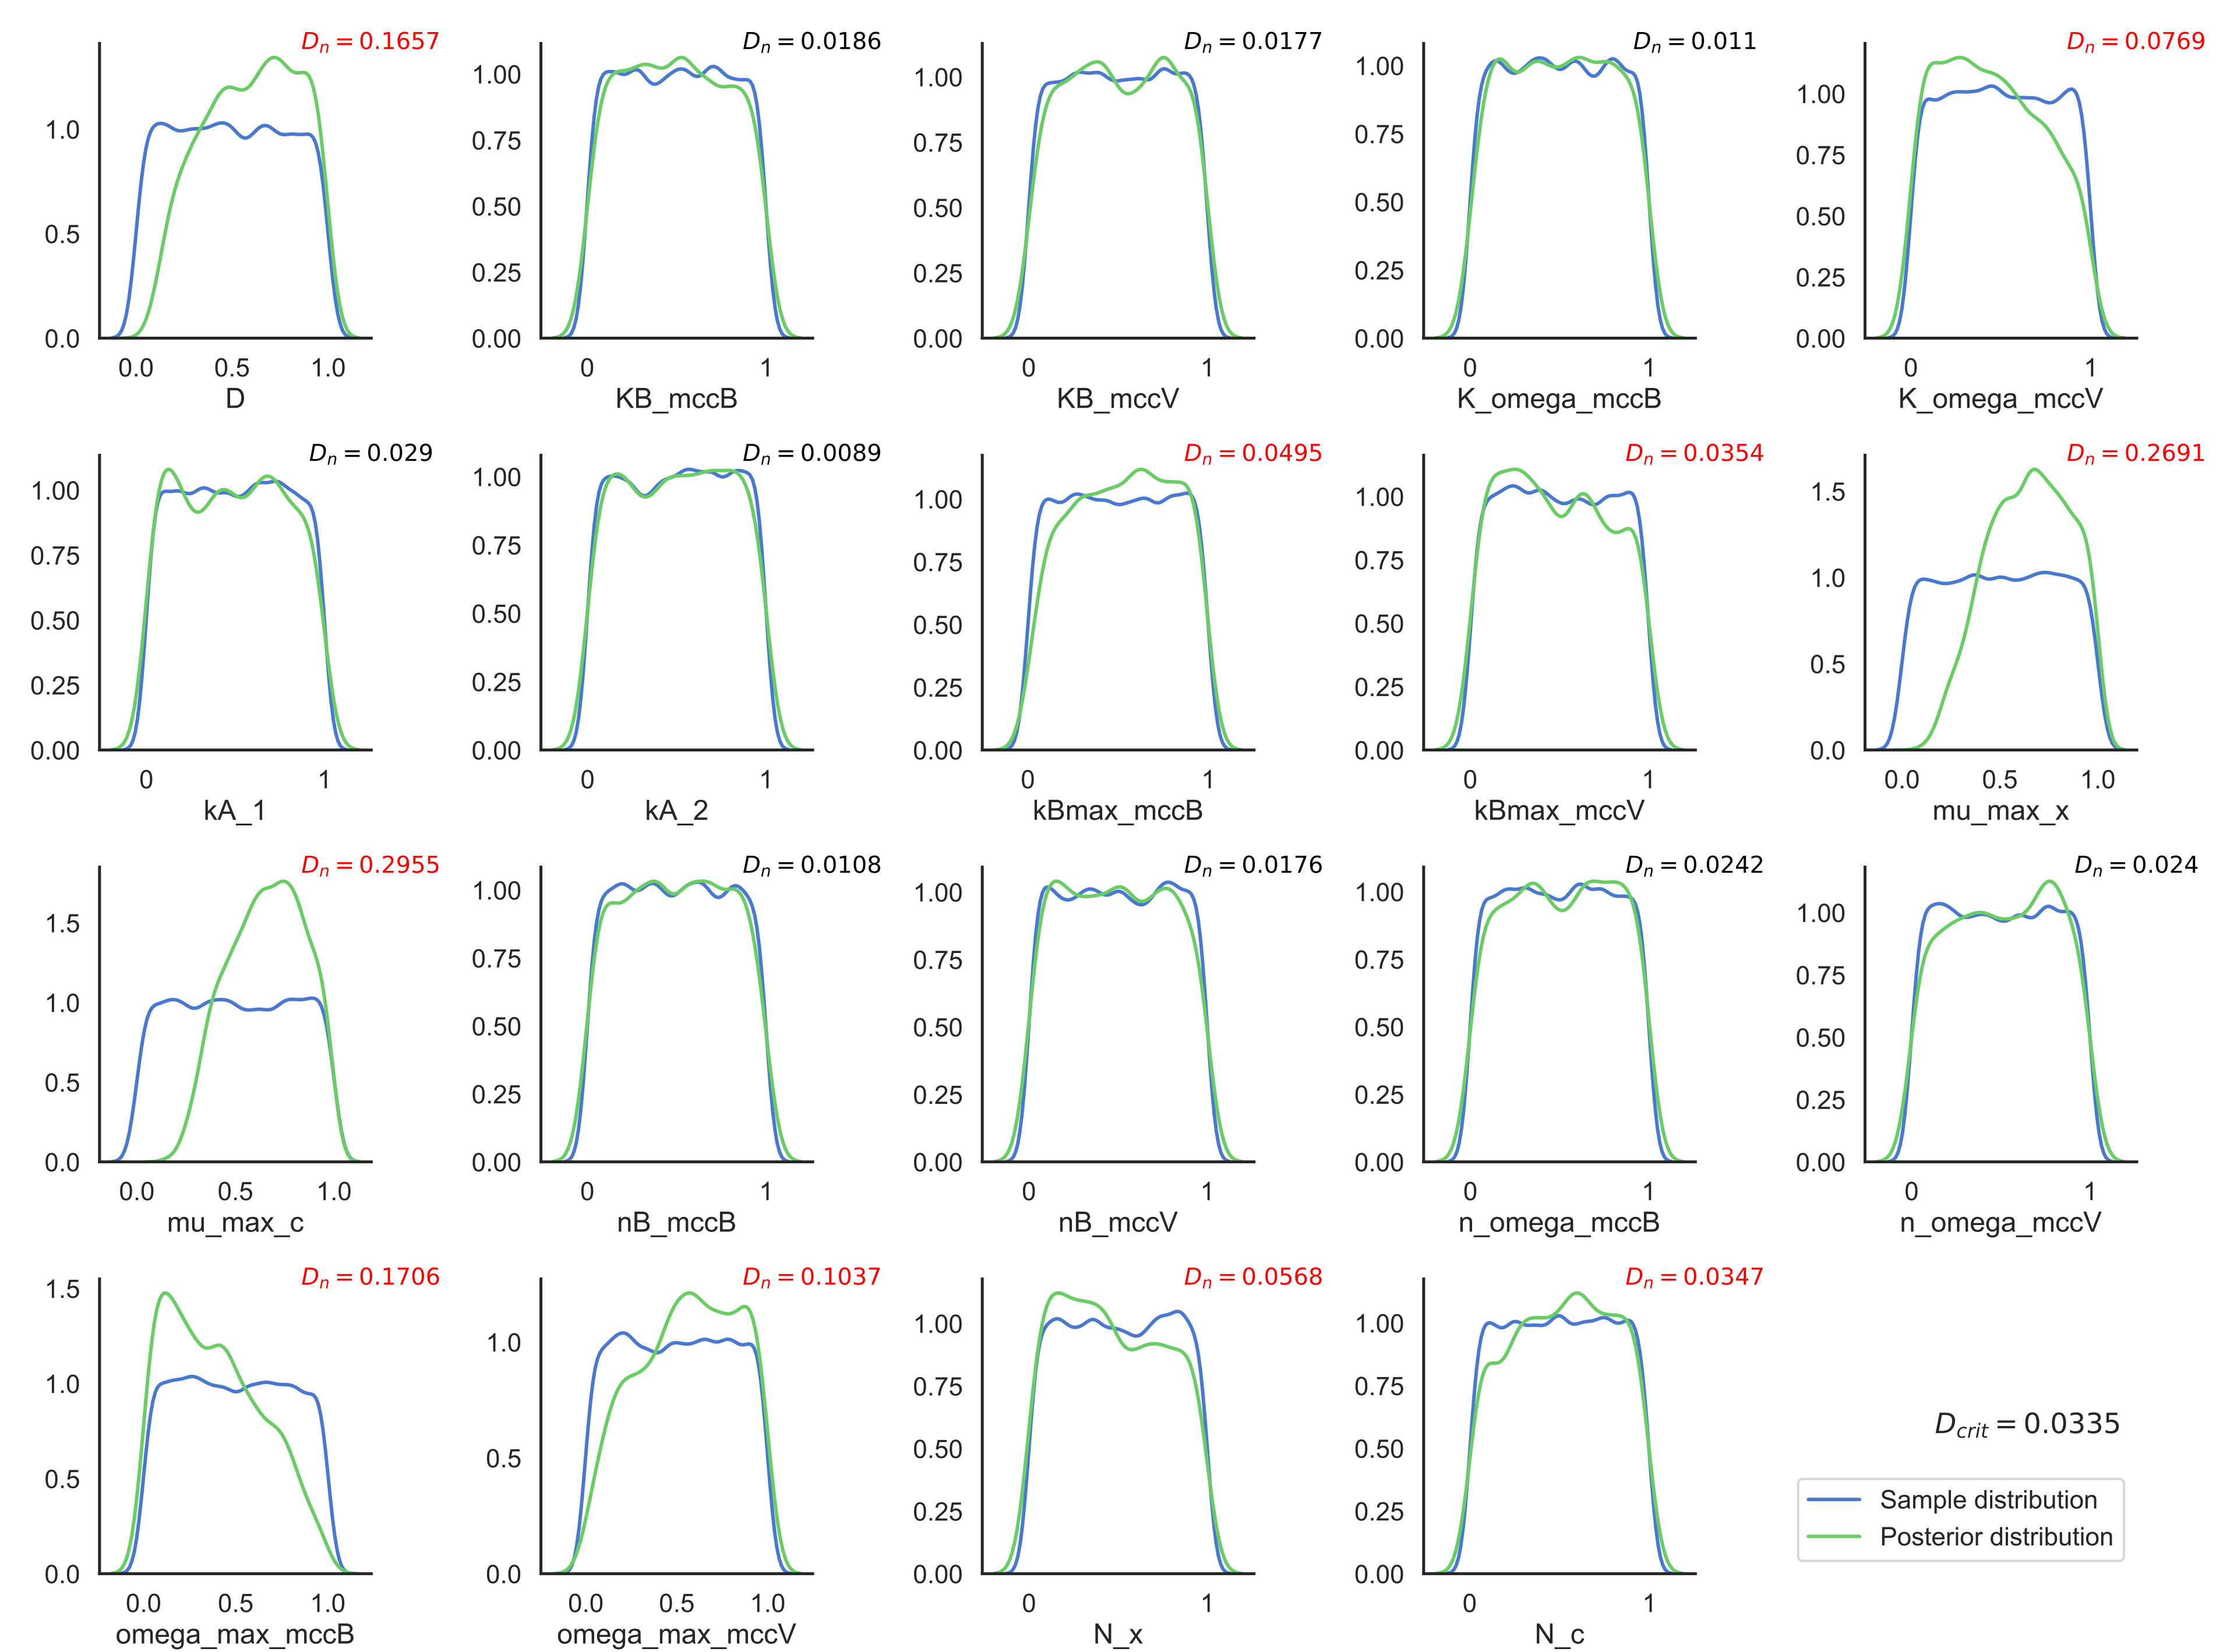 D_n = 0.1657
1.0
0.5
0.0
0.0 0.5 1.0
D
D_n = 0.0186
1.00
0.75
0.50
0.25
0.00
0 1
KB_mccB
D_n = 0.0177
1.00
0.75
0.50
0.25
0.00
0 1
KB_mccV
D_n = 0.011
1.00
0.75
0.50
0.25
0.00
0 1
K_omega_mccB
D_n = 0.0769
1.00
0.75
0.50
0.25
0.00
0 1
K_omega_mccV
D_n = 0.029
1.00
0.75
0.50
0.25
0.00
0 1
kA_1
D_n = 0.0089
1.00
0.75
0.50
0.25
0.00
0 1
kA_2
D_n = 0.0495
1.00
0.75
0.50
0.25
0.00
0 1
kBmax_mccB
D_n = 0.0354
1.00
0.75
0.50
0.25
0.00
0 1
kBmax_mccV
D_n = 0.2691
1.5
1.0
0.5
0.0
0.0 0.5 1.0
mu_max_x
D_n = 0.2955
1.5
1.0
0.5
0.0
0.0 0.5 1.0
mu_max_c
D_n = 0.0108
1.00
0.75
0.50
0.25
0.00
0 1
nB_mccB
D_n = 0.0176
1.00
0.75
0.50
0.25
0.00
0 1
nB_mccV
D_n = 0.0242
1.00
0.75
0.50
0.25
0.00
0 1
n_omega_mccB
D_n = 0.024
1.00
0.75
0.50
0.25
0.00
0 1
n_omega_mccV
D_n = 0.1706
1.5
1.0
0.5
0.0
0.0 0.5 1.0
omega_max_mccB
D_n = 0.1037
1.0
0.5
0.0
0.0 0.5 1.0
omega_max_mccV
D_n = 0.0568
1.00
0.75
0.50
0.25
0.00
0 1
N_x
D_n = 0.0347
1.00
0.75
0.50
0.25
0.00
0 1
N_c
D_crit = 0.0335
Sample distribution
Posterior distribution